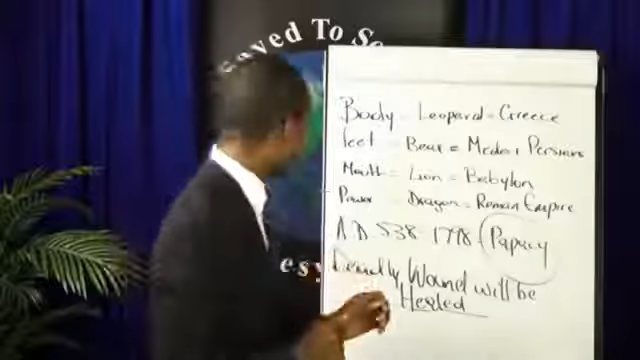 Saved To Se
Body = Leopard = Greece
feet = Bear = Medes & Persians
Mouth = Lion = Babylon
Power = Dragon = Roman Empire
A.D. 538-1798 (Papacy
Deadly Wound will be
Healed